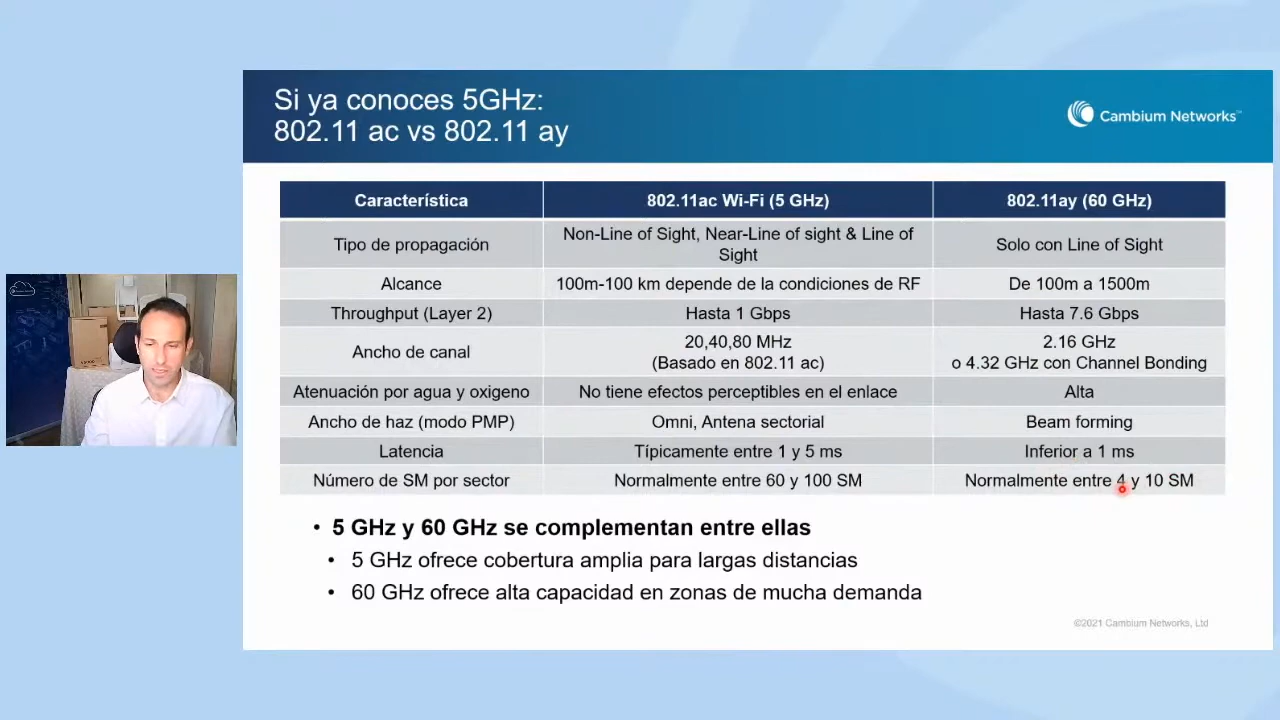 Si ya conoces 5GHz:
802.11 ac vs 802.11 ay
Cambium Networks™
Característica
802.11ac Wi-Fi (5 GHz)
802.11ay (60 GHz)
Tipo de propagación
Non-Line of Sight, Near-Line of sight & Line of
Sight
Solo con Line of Sight
Alcance
100m-100 km depende de la condiciones de RF
De 100m a 1500m
Throughput (Layer 2)
Hasta 1 Gbps
Hasta 7.6 Gbps
Ancho de canal
20,40,80 MHz
(Basado en 802.11 ac)
2.16 GHz
o 4.32 GHz con Channel Bonding
Atenuación por agua y oxigeno
No tiene efectos perceptibles en el enlace
Alta
Ancho de haz (modo PMP)
Omni, Antena sectorial
Beam forming
Latencia
Típicamente entre 1 y 5 ms
Inferior a 1 ms
Número de SM por sector
Normalmente entre 60 y 100 SM
Normalmente entre 4 y 10 SM
• 5 GHz y 60 GHz se complementan entre ellas
• 5 GHz ofrece cobertura amplia para largas distancias
• 60 GHz ofrece alta capacidad en zonas de mucha demanda
©2021 Cambium Networks, Ltd